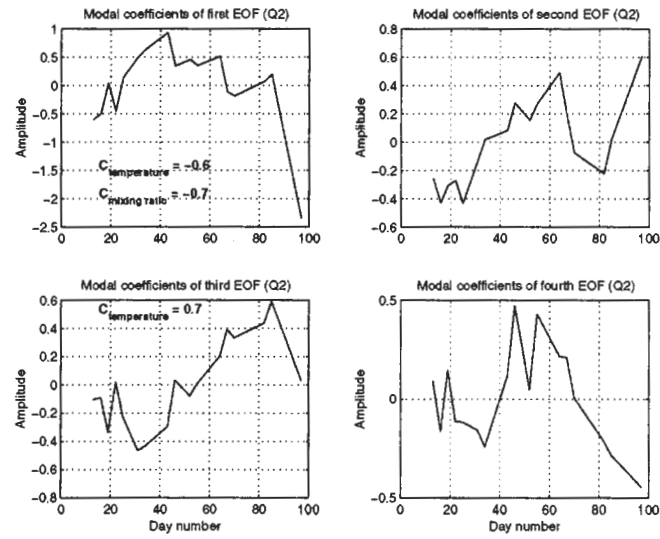 Modal coefficients of first EOF (Q2)
1
0.5
0
−0.5
−1
−1.5
−2
−2.5
Amplitude
C temperature = −0.6
C mixing ratio = −0.7
0 20 40 60 80 100
Modal coefficients of second EOF (Q2)
0.8
0.6
0.4
0.2
0
−0.2
−0.4
−0.6
Amplitude
0 20 40 60 80 100
Modal coefficients of third EOF (Q2)
0.6
0.4
0.2
0
−0.2
−0.4
−0.6
−0.8
Amplitude
C temperature = 0.7
0 20 40 60 80 100
Day number
Modal coefficients of fourth EOF (Q2)
0.5
0
−0.5
Amplitude
0 20 40 60 80 100
Day number